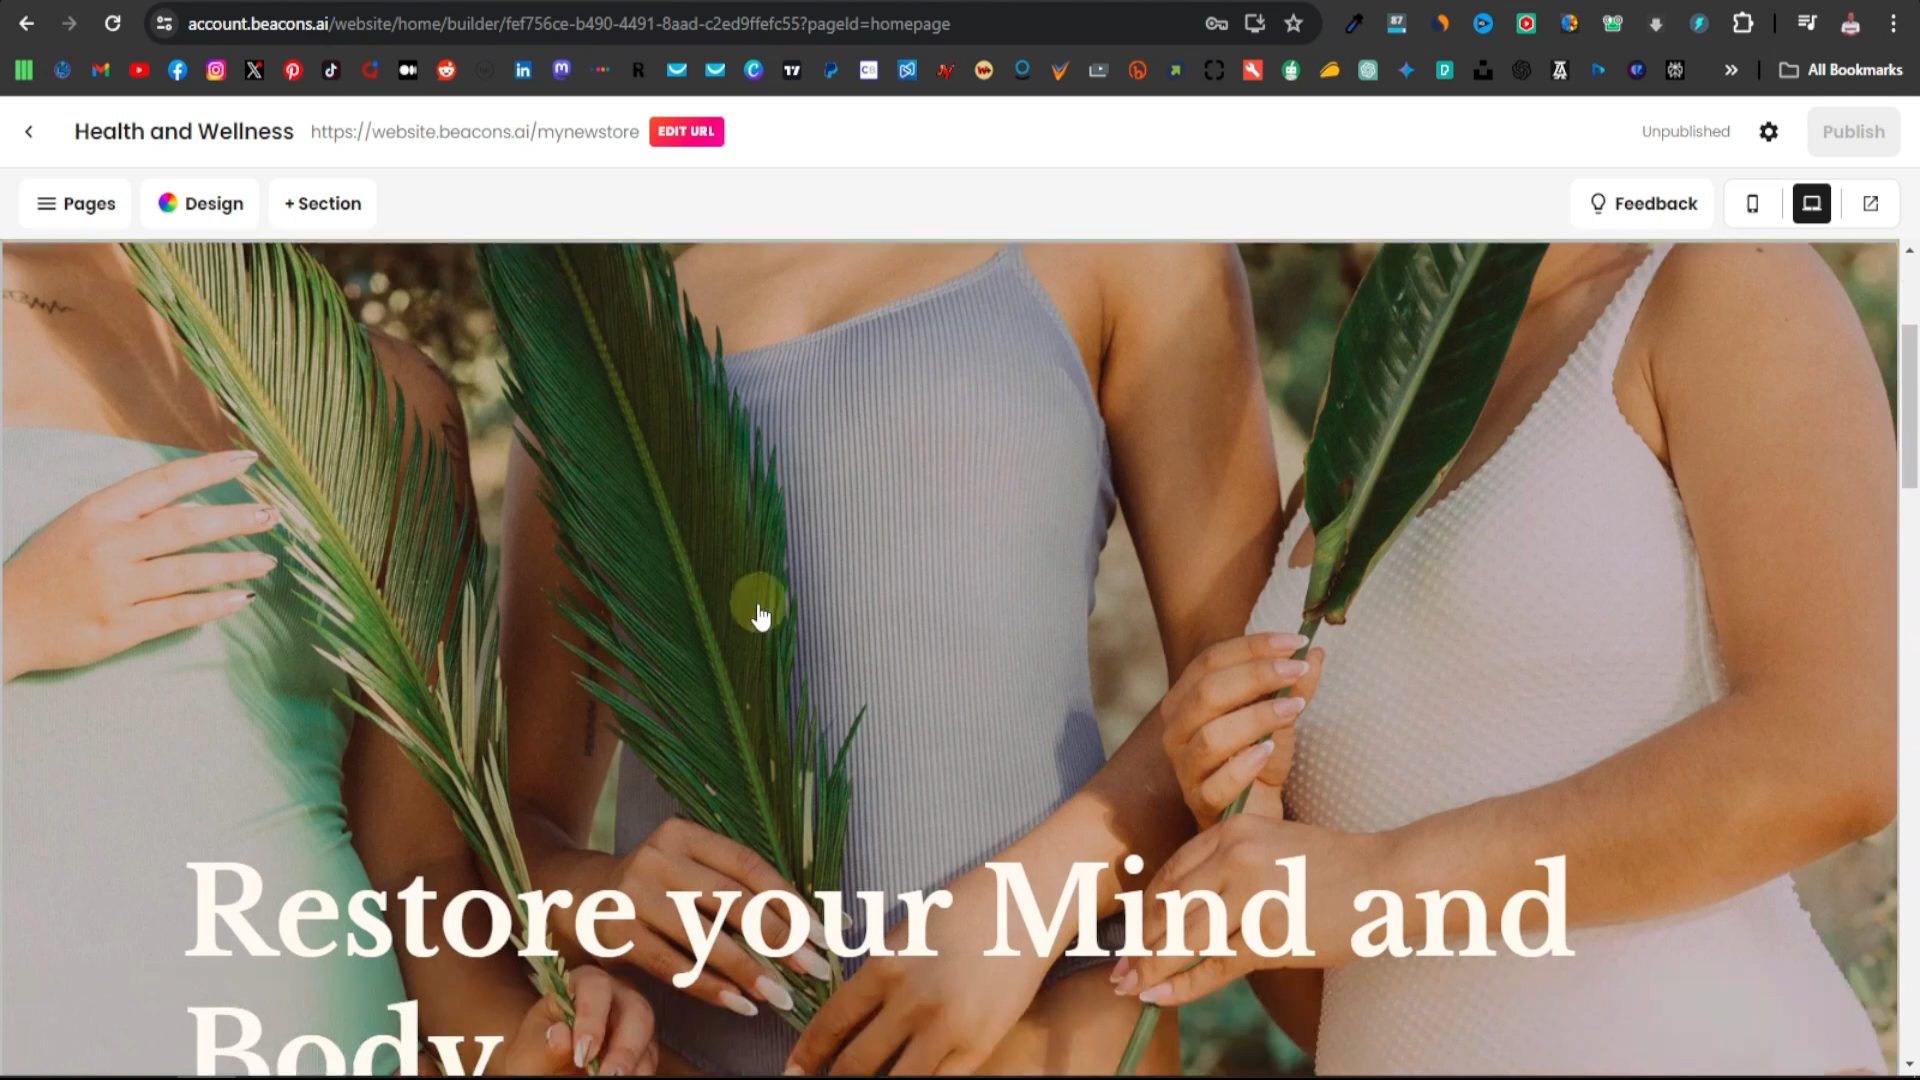 account.beacons.ai/website/home/builder/fef756ce-b490-4491-8aad-c2ed9ffefc55?pageId=homepage
87
All Bookmarks
Health and Wellness https://website.beacons.ai/mynewstore EDIT URL Unpublished Publish
Pages Design + Section Feedback
Restore your Mind and
Body